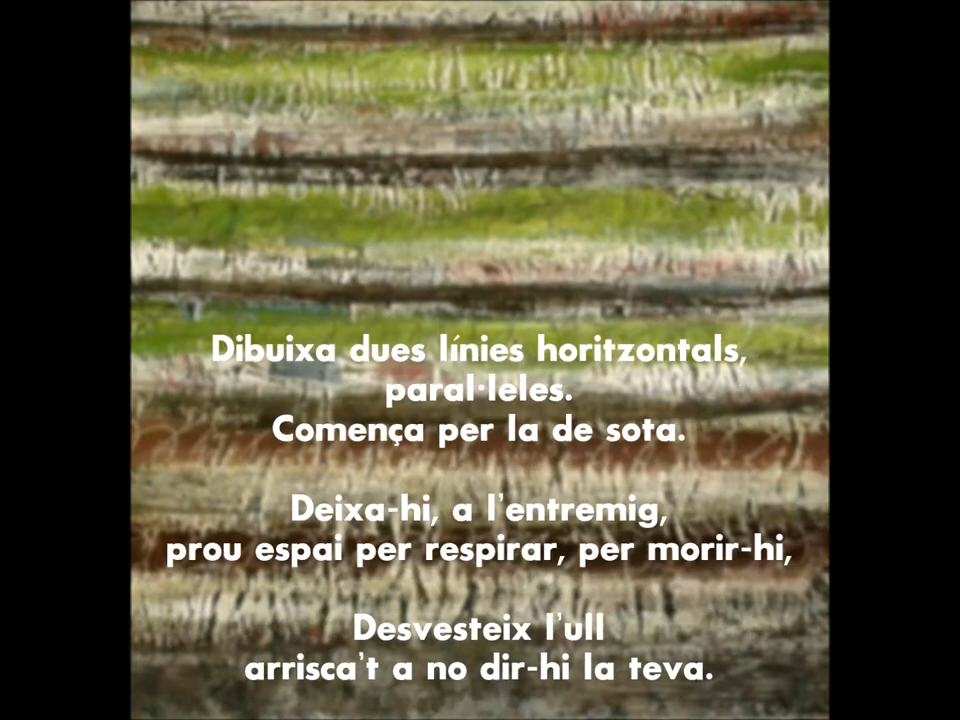 Dibuixa dues línies horitzontals,
paral·leles.
Comença per la de sota.
Deixa-hi, a l'entremig,
prou espai per respirar, per morir-hi,
Desvesteix l'ull
arrisca't a no dir-hi la teva.